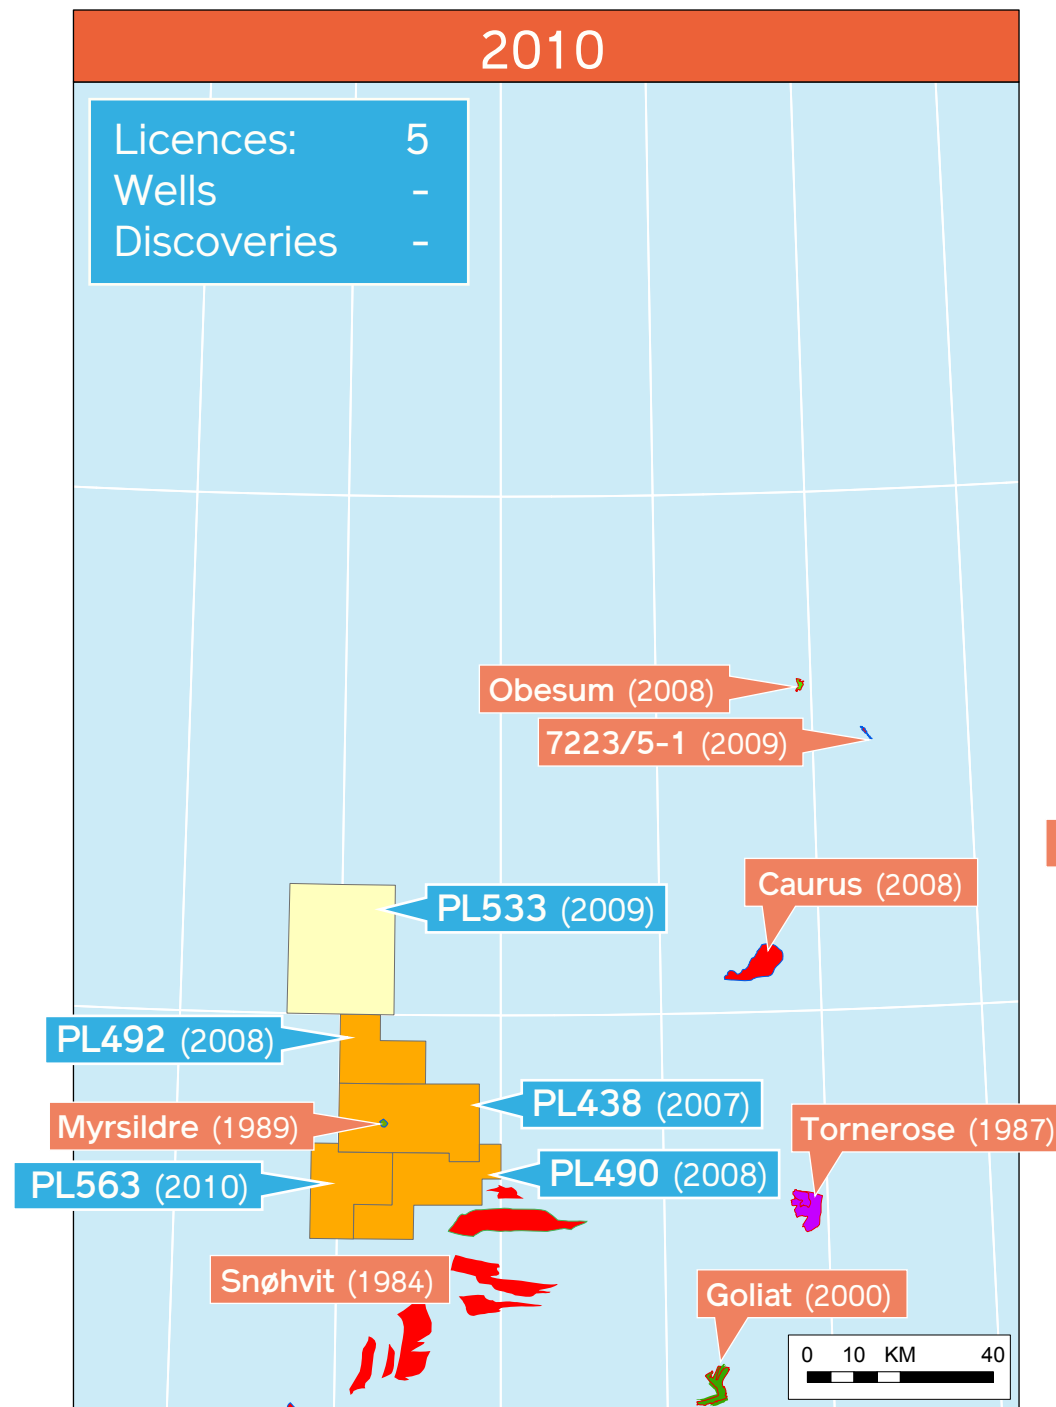 2010
Licences: 5
Wells -
Discoveries -
Obesum (2008)
7223/5-1 (2009)
Caurus (2008)
PL533 (2009)
PL492 (2008)
PL438 (2007)
Myrsildre (1989)
Tornerose (1987)
PL490 (2008)
PL563 (2010)
Snøhvit (1984)
Goliat (2000)
0 10 KM 40